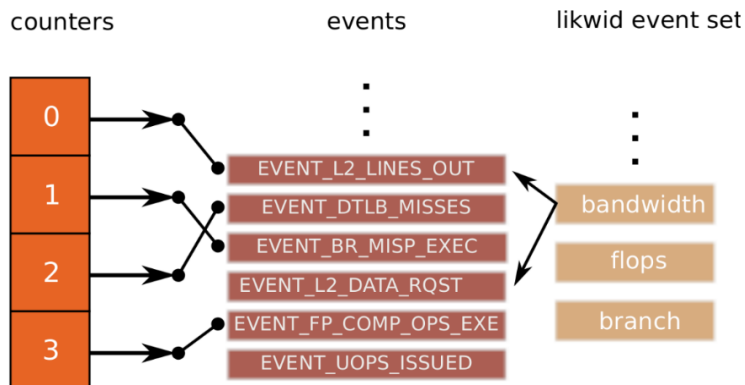 counters
events
likwid event set
0
1
2
3
EVENT_L2_LINES_OUT
EVENT_DTLB_MISSES
EVENT_BR_MISP_EXEC
EVENT_L2_DATA_RQST
EVENT_FP_COMP_OPS_EXE
EVENT_UOPS_ISSUED
bandwidth
flops
branch